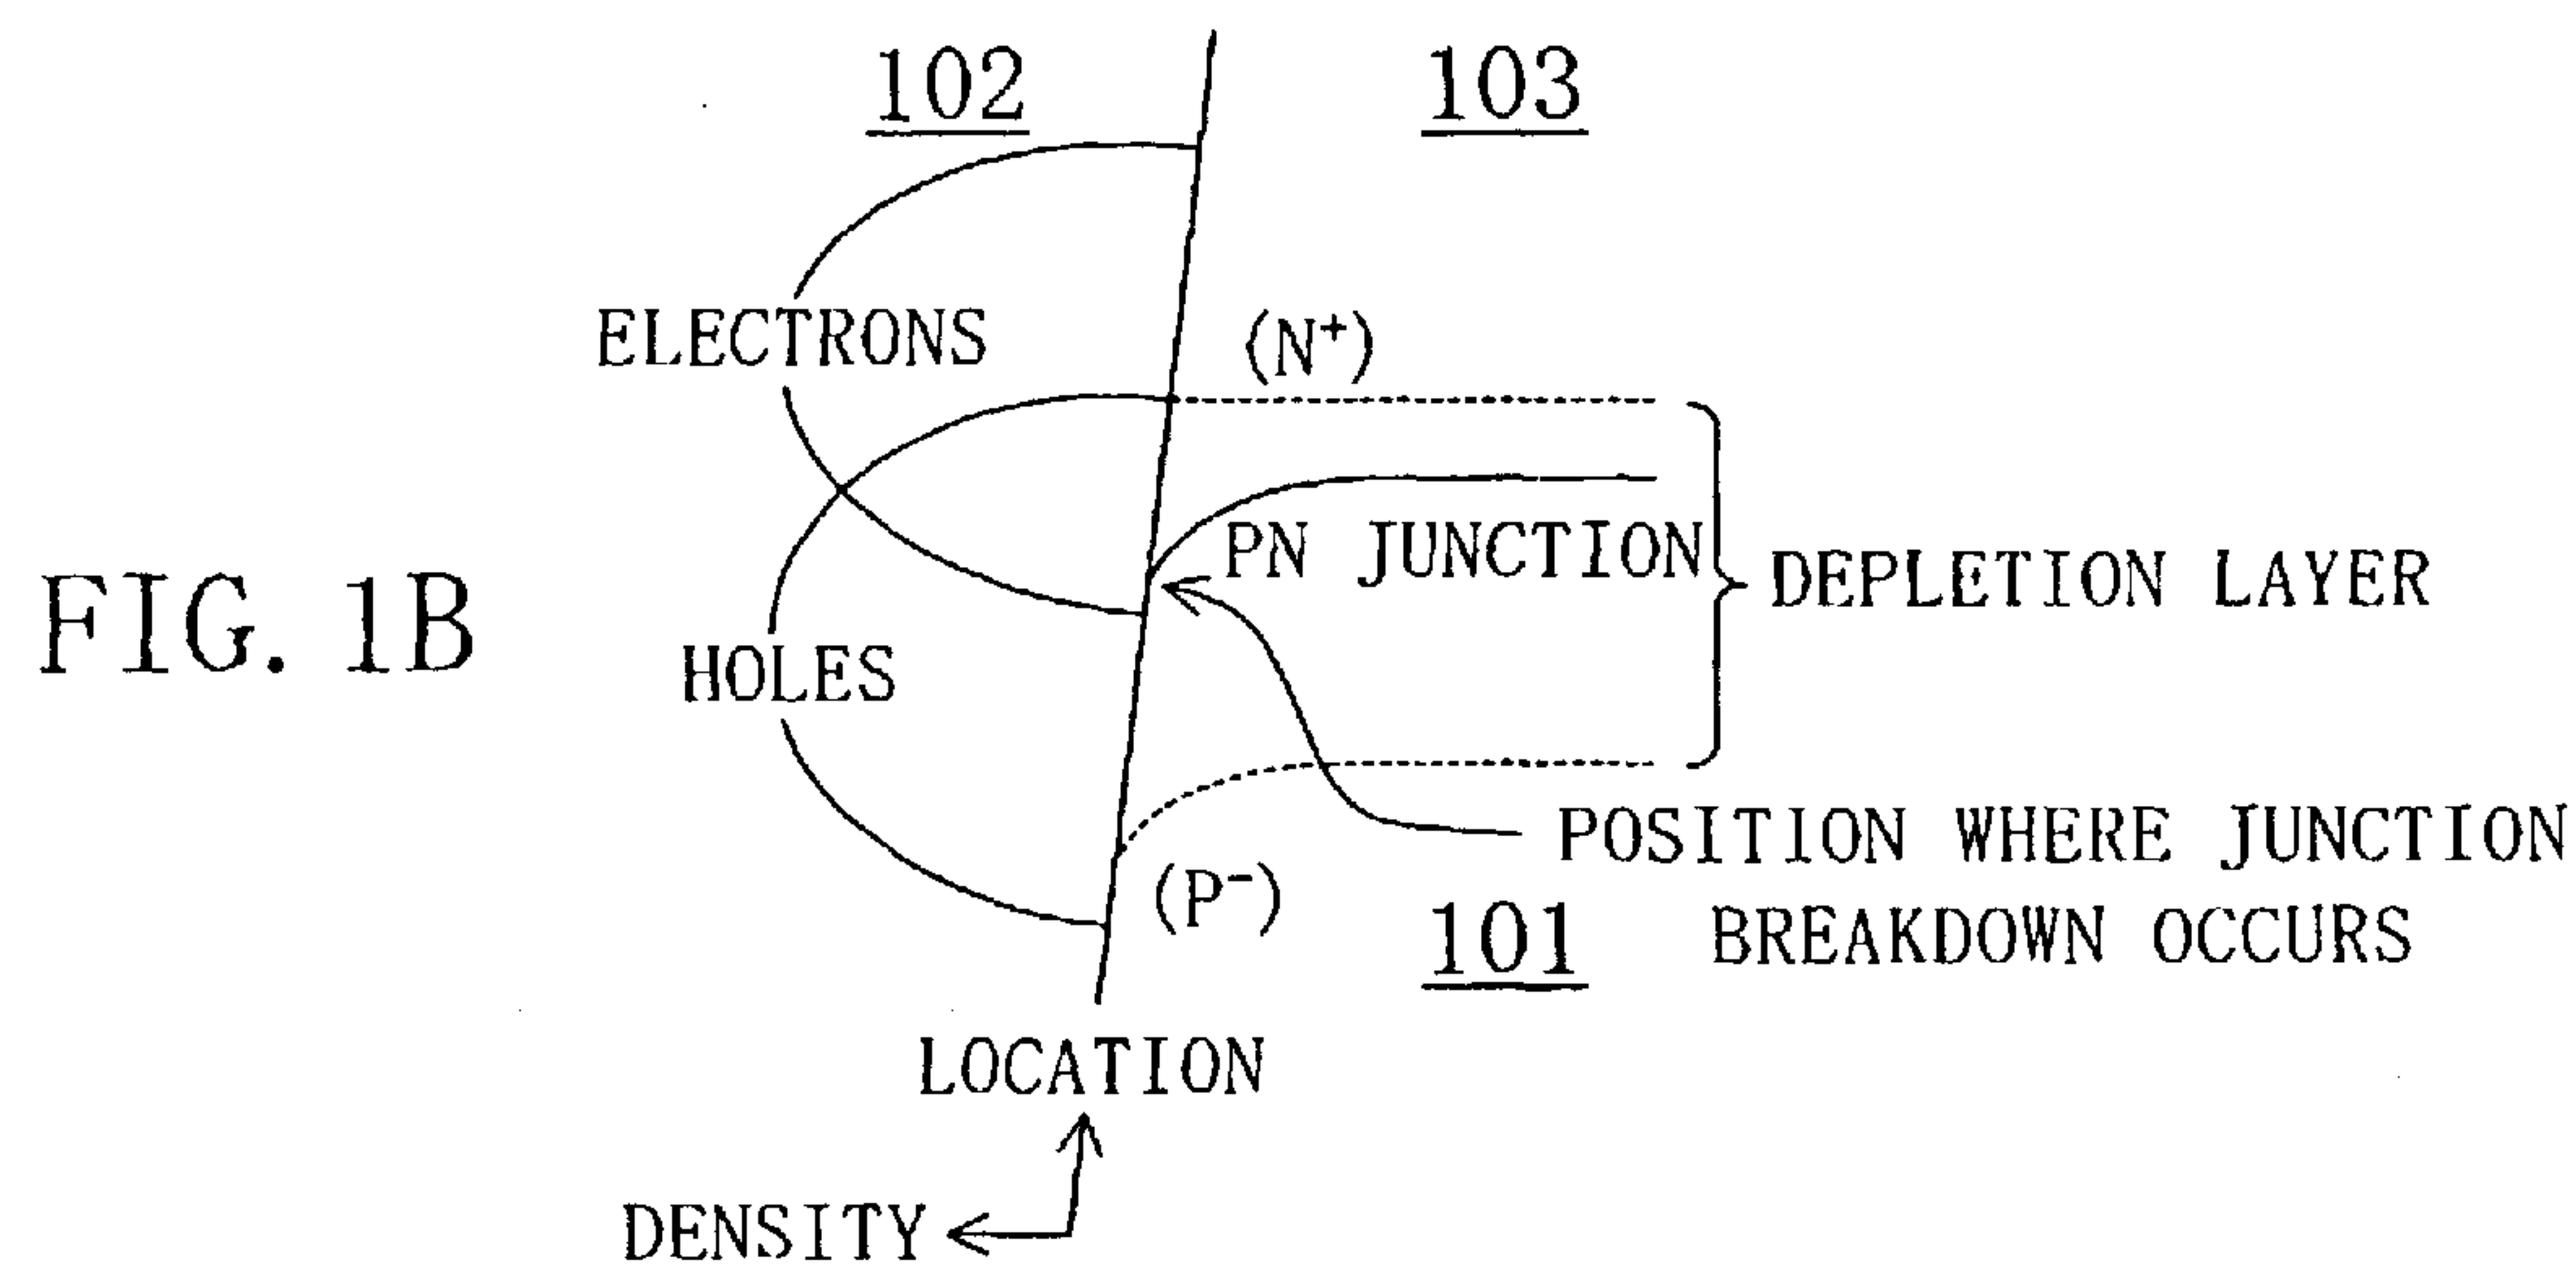 102
103
ELECTRONS
(N⁺)
PN JUNCTION
DEPLETION LAYER
FIG. 1B
HOLES
POSITION WHERE JUNCTION
BREAKDOWN OCCURS
(P⁻)
101
LOCATION
DENSITY